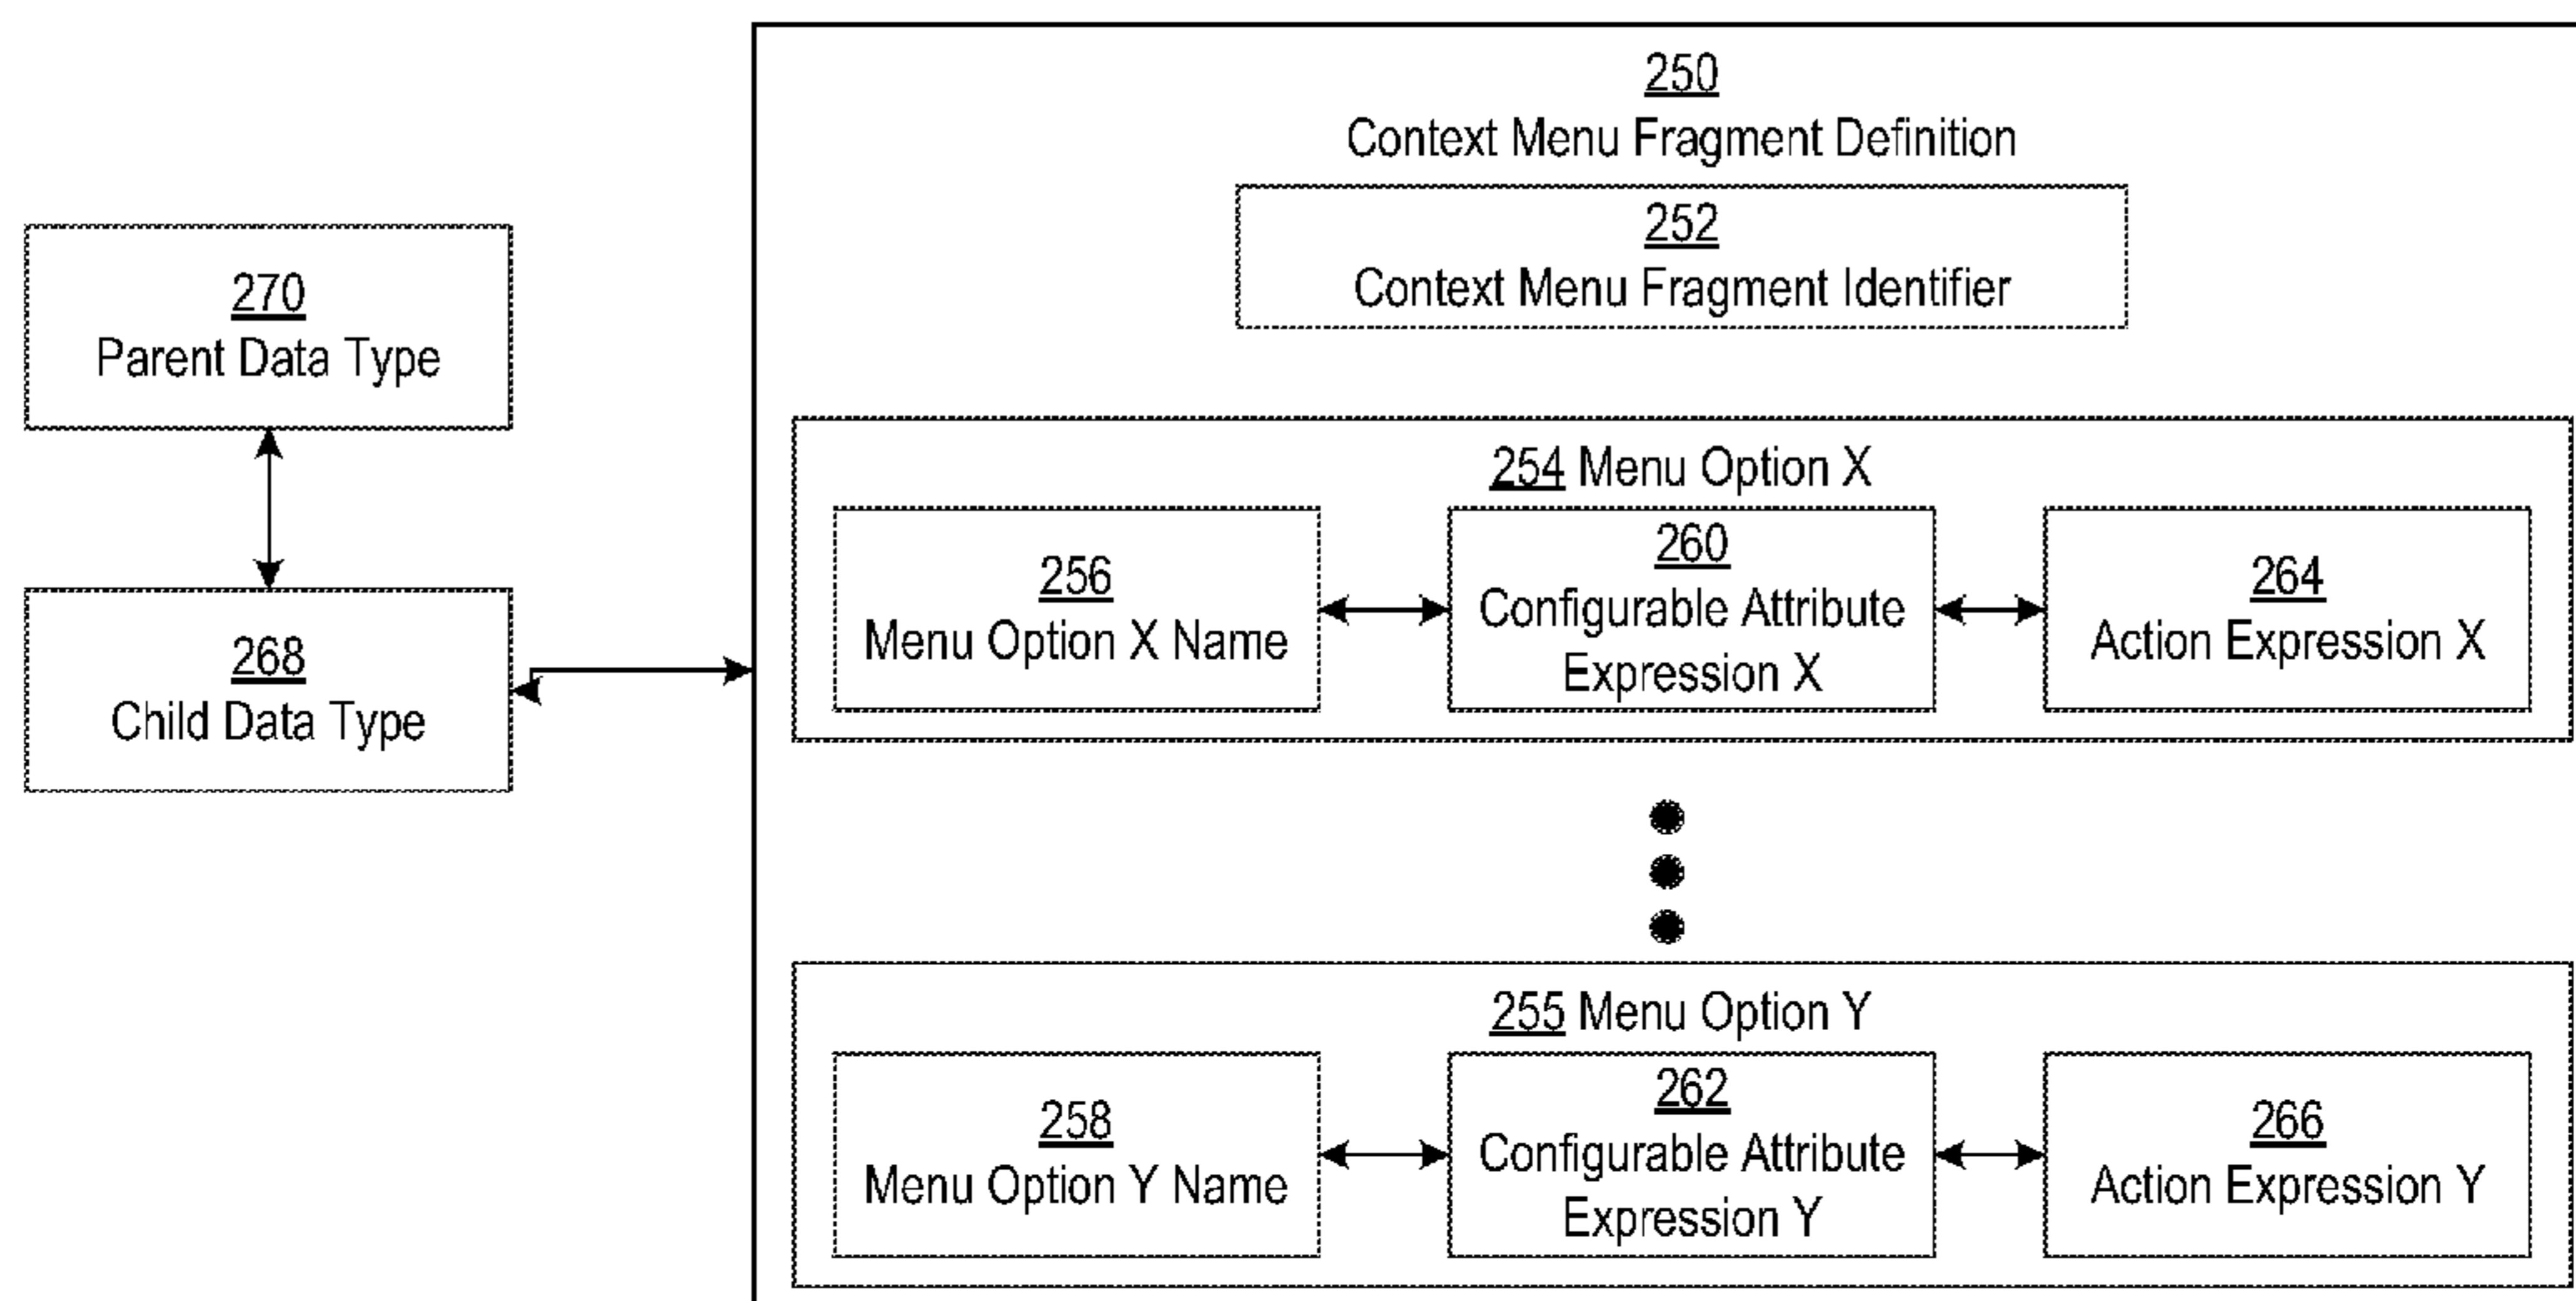 250
Context Menu Fragment Definition
252
Context Menu Fragment Identifier
270
Parent Data Type
268
Child Data Type
254 Menu Option X
256
Menu Option X Name
260
Configurable Attribute
Expression X
264
Action Expression X
255 Menu Option Y
258
Menu Option Y Name
262
Configurable Attribute
Expression Y
266
Action Expression Y